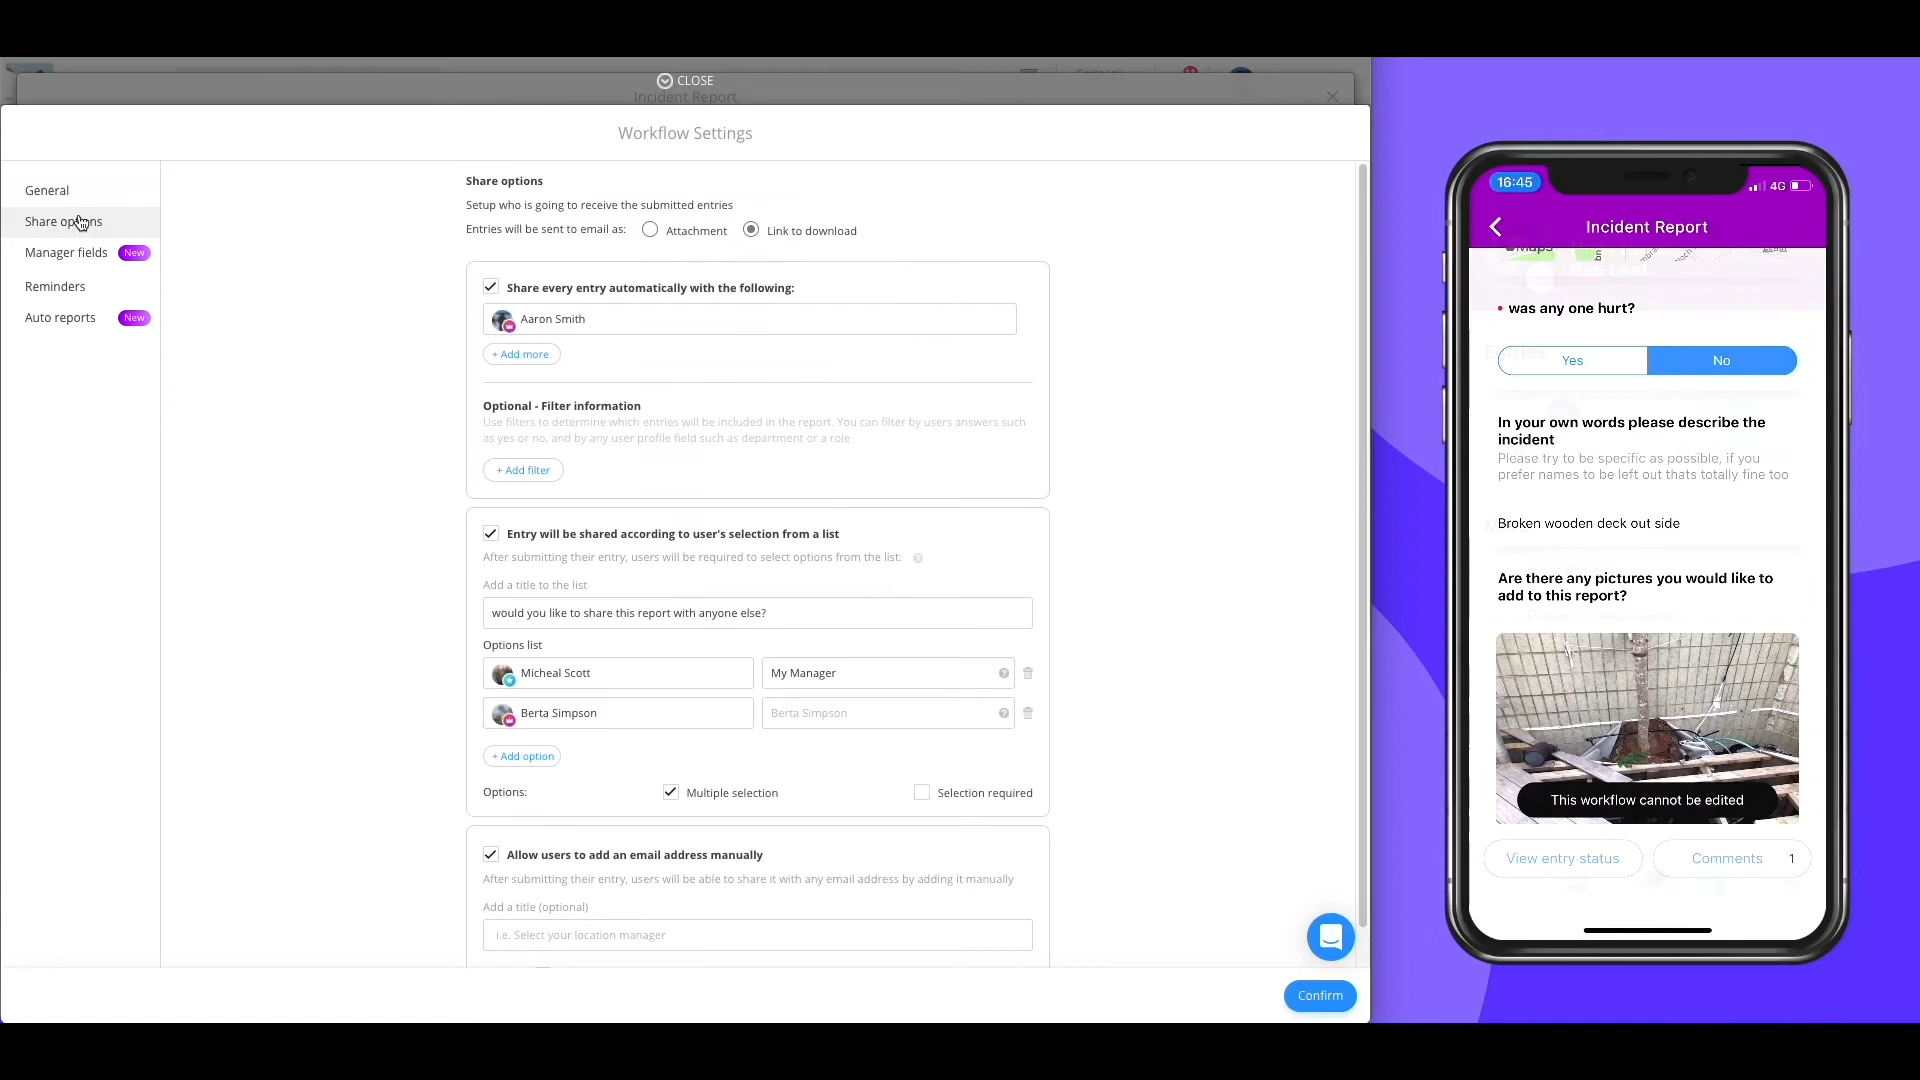 CLOSE
Incident Report
Workflow Settings
General
Share options
Manager fields New
Reminders
Auto reports New
Share options
Setup who is going to receive the submitted entries
Entries will be sent to email as: Attachment Link to download
Share every entry automatically with the following:
Aaron Smith
+ Add more
Optional - Filter information
Use filters to determine which entries will be included in the report. You can filter by users answers such
as yes or no, and by any user profile field such as department or a role
+ Add filter
Entry will be shared according to user's selection from a list
After submitting their entry, users will be required to select options from the list:
Add a title to the list
would you like to share this report with anyone else?
Options list
Micheal Scott My Manager
Berta Simpson Berta Simpson
+ Add option
Options: Multiple selection Selection required
Allow users to add an email address manually
After submitting their entry, users will be able to share it with any email address by adding it manually
Add a title (optional)
i.e. Select your location manager
Confirm
16:45
4G
Incident Report
was any one hurt?
Yes No
In your own words please describe the
incident
Please try to be specific as possible, if you
prefer names to be left out thats totally fine too
Broken wooden deck out side
Are there any pictures you would like to
add to this report?
This workflow cannot be edited
View entry status
Comments 1